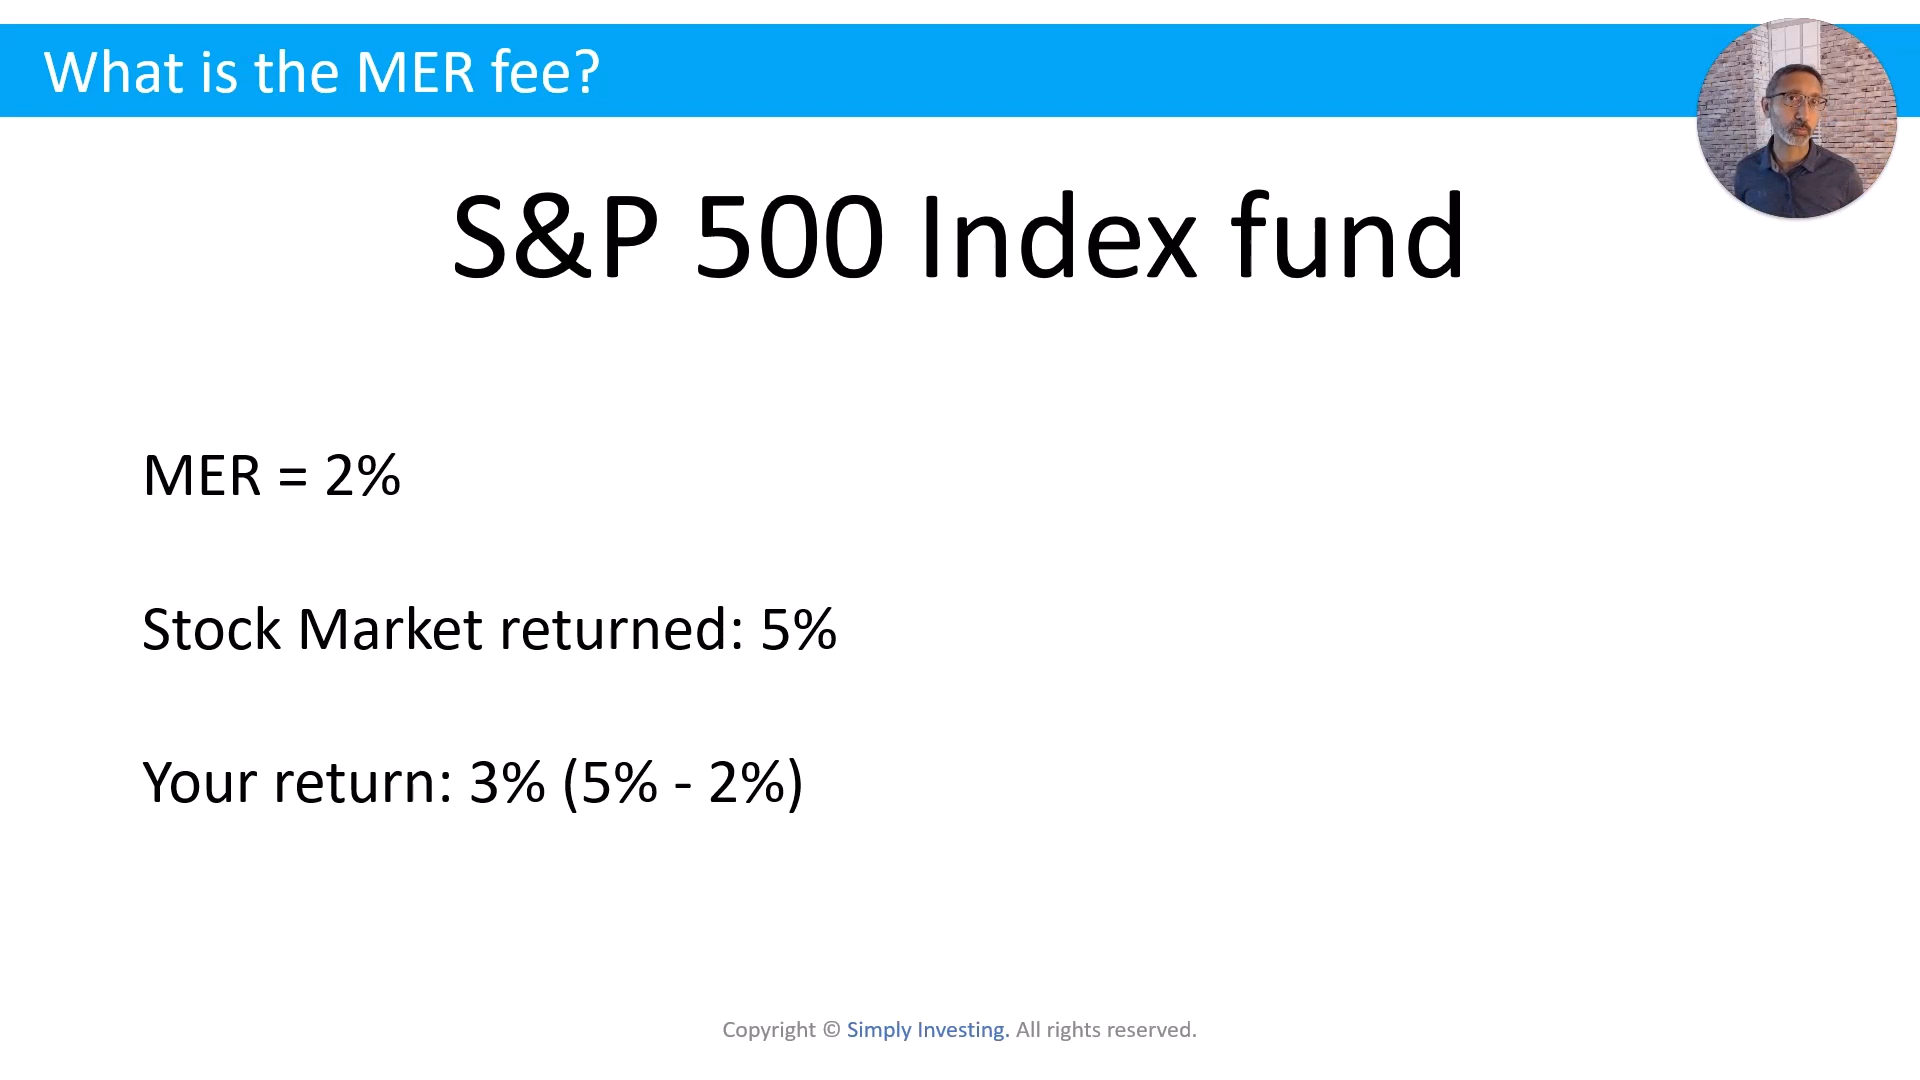 What is the MER fee?
S&P 500 Index fund
MER = 2%
Stock Market returned: 5%
Your return: 3% (5% - 2%)
Copyright © Simply Investing. All rights reserved.